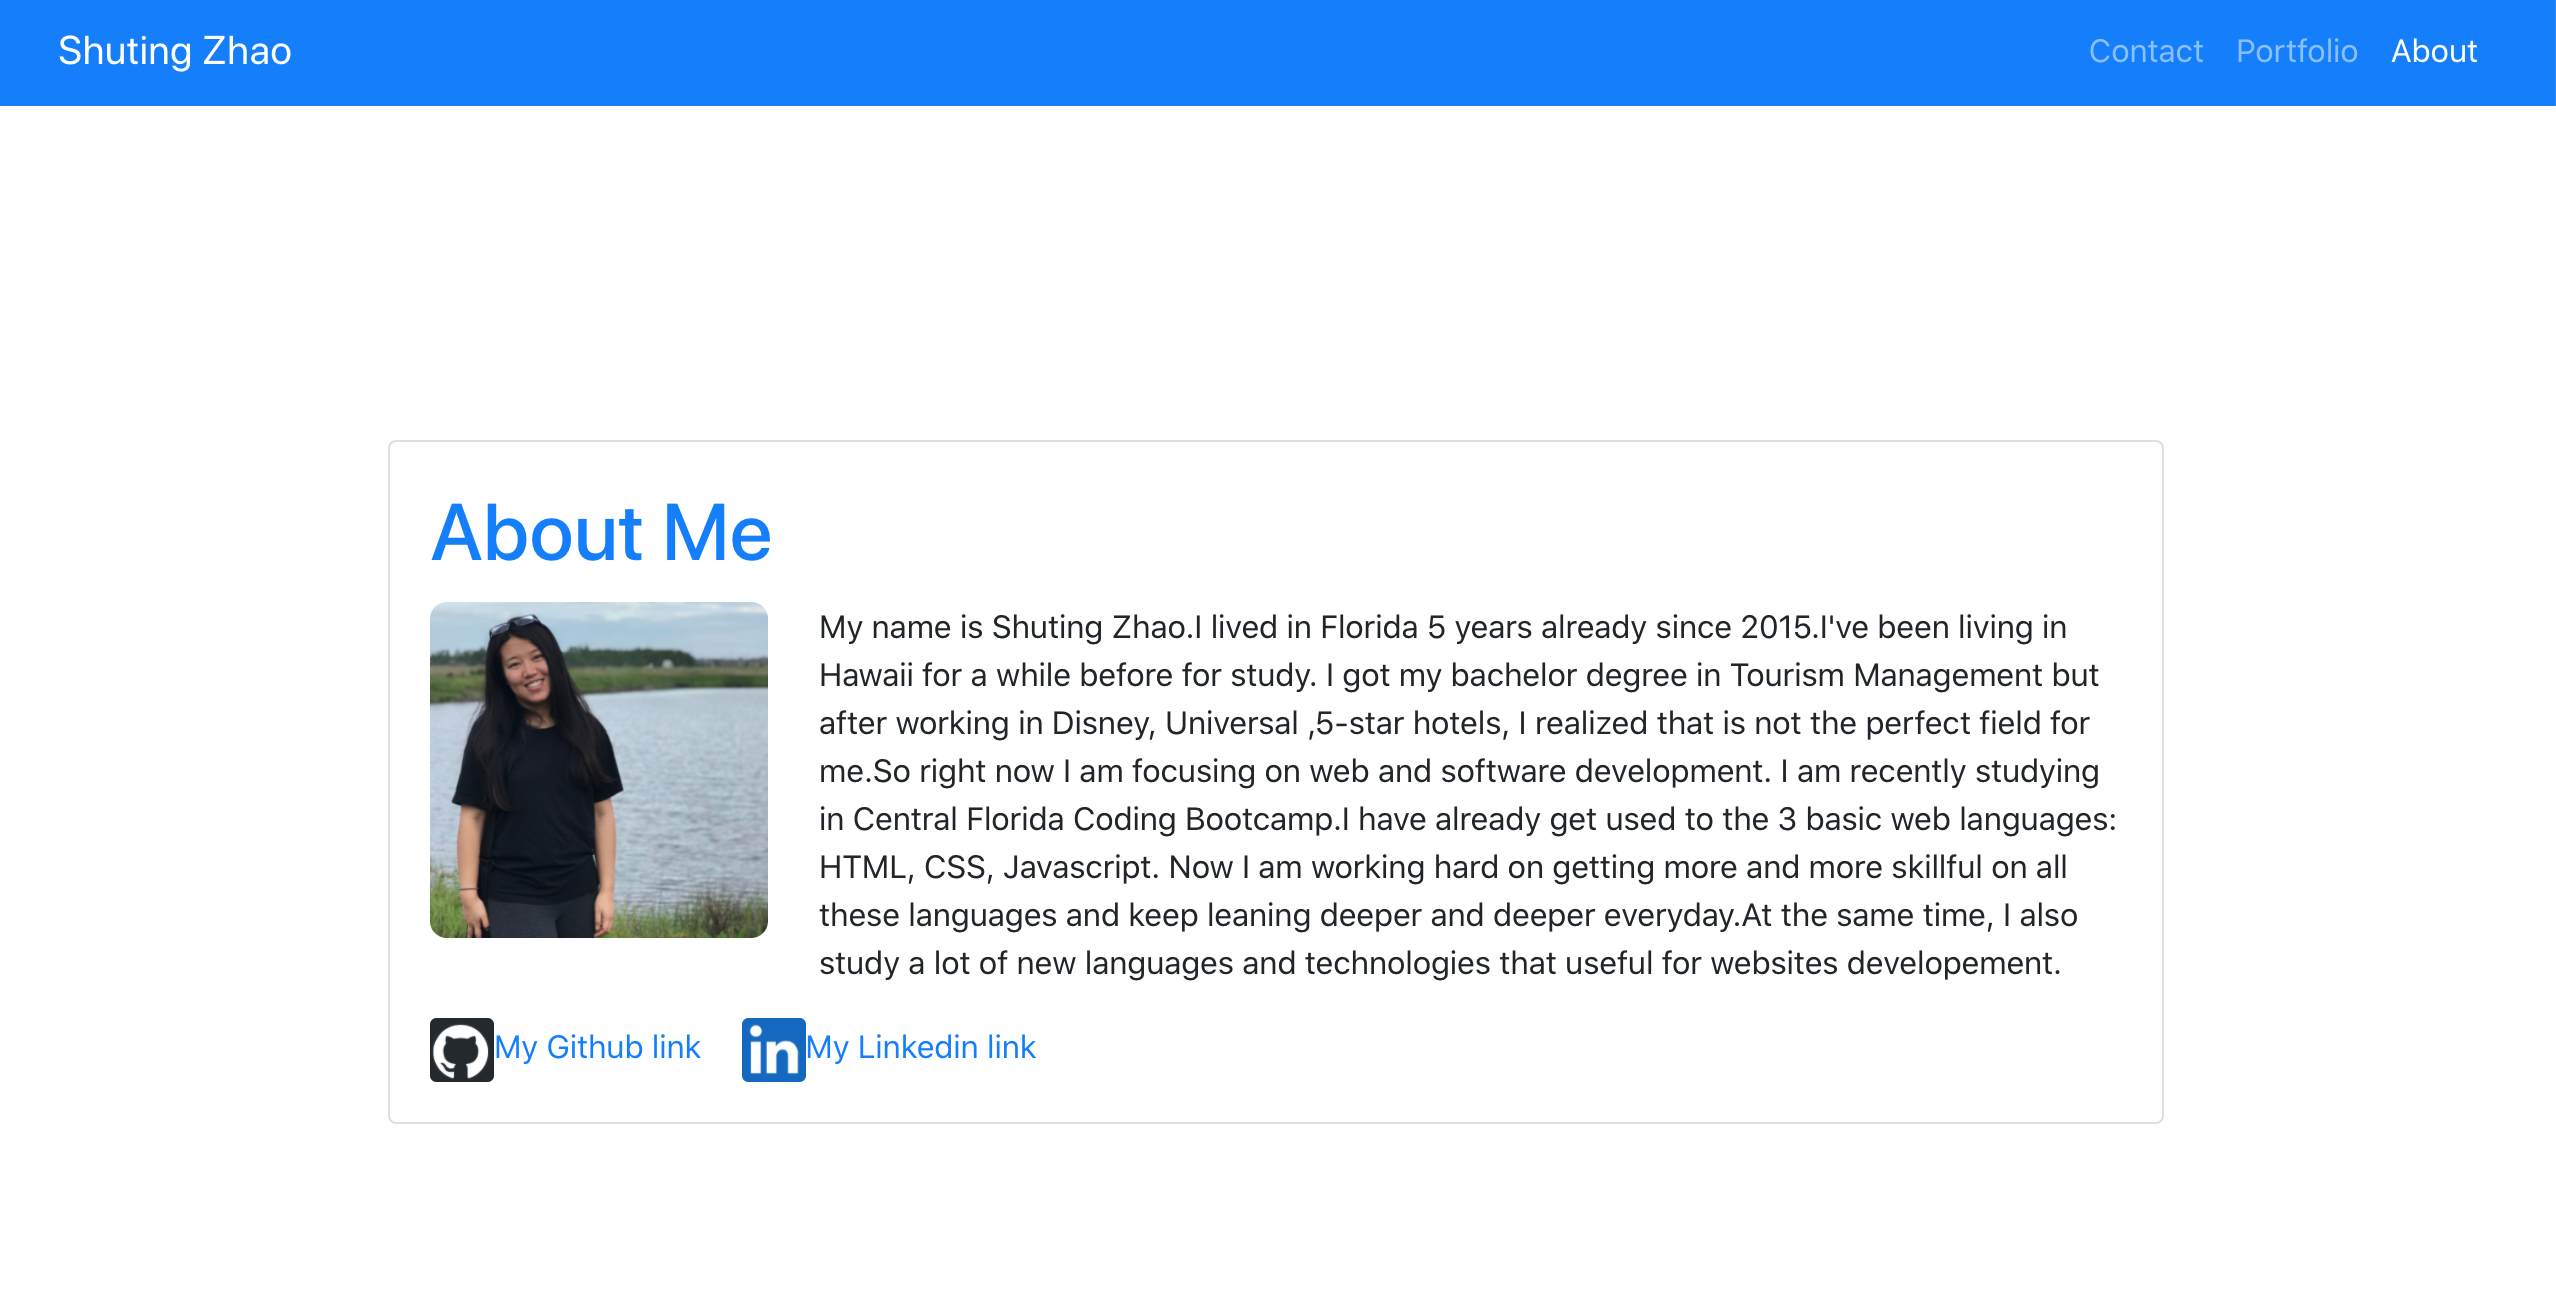 Shuting Zhao
Contact Portfolio About
About Me
My name is Shuting Zhao.I lived in Florida 5 years already since 2015.I've been living in
Hawaii for a while before for study. I got my bachelor degree in Tourism Management but
after working in Disney, Universal ,5-star hotels, I realized that is not the perfect field for
me.So right now I am focusing on web and software development. I am recently studying
in Central Florida Coding Bootcamp.I have already get used to the 3 basic web languages:
HTML, CSS, Javascript. Now I am working hard on getting more and more skillful on all
these languages and keep leaning deeper and deeper everyday.At the same time, I also
study a lot of new languages and technologies that useful for websites developement.
My Github link
in My Linkedin link